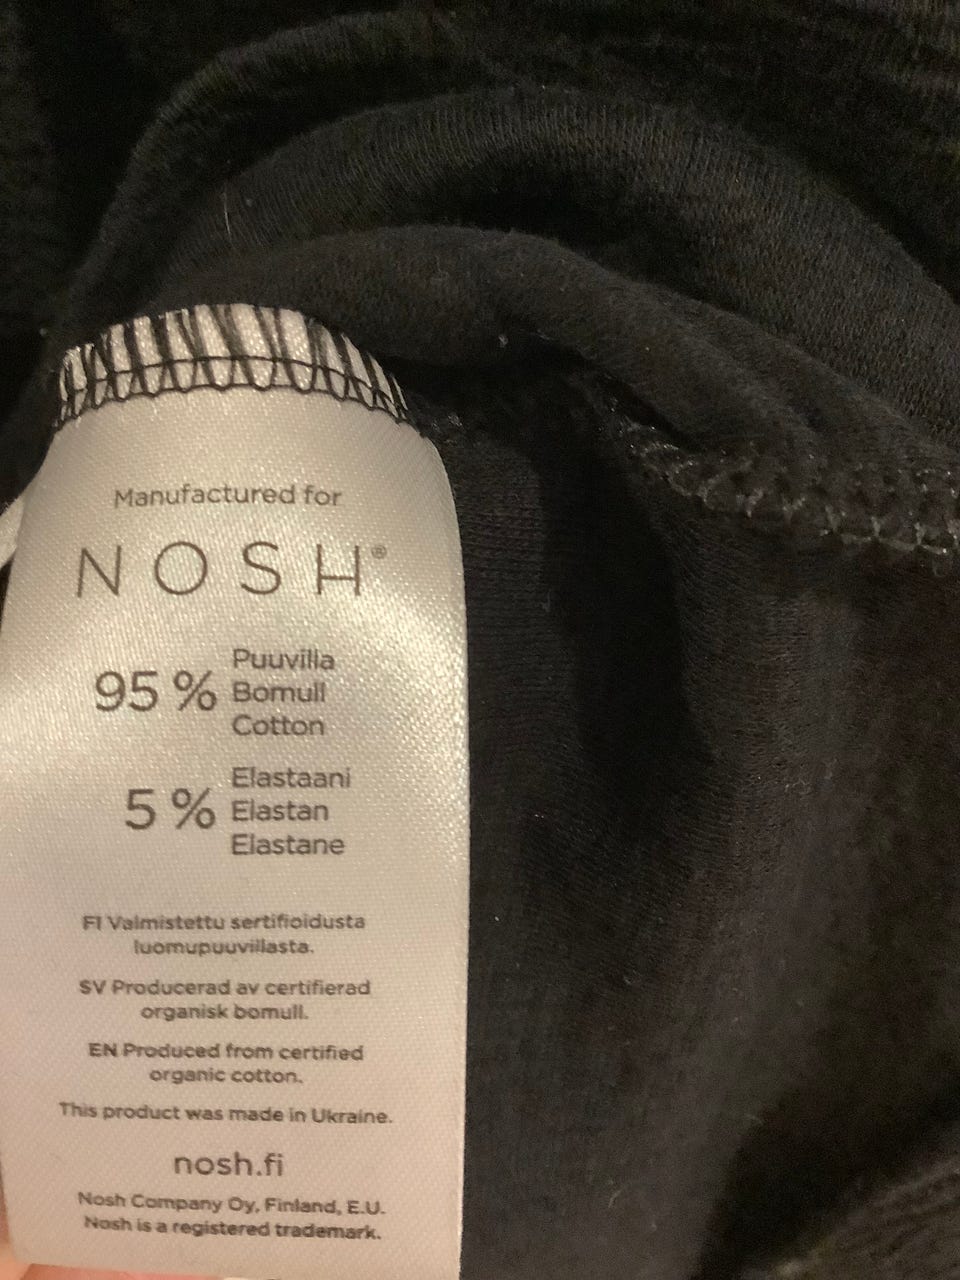 Manufactured for
NOSH®
95 % Puuvilla
Bomull
Cotton
5 % Elastaani
Elastan
Elastane
FI Valmistettu sertifioidusta
luomupuuvillasta.
SV Producerad av certifierad
organisk bomull.
EN Produced from certified
organic cotton.
This product was made in Ukraine.
nosh.fi
Nosh Company Oy, Finland, E.U.
Nosh is a registered trademark.